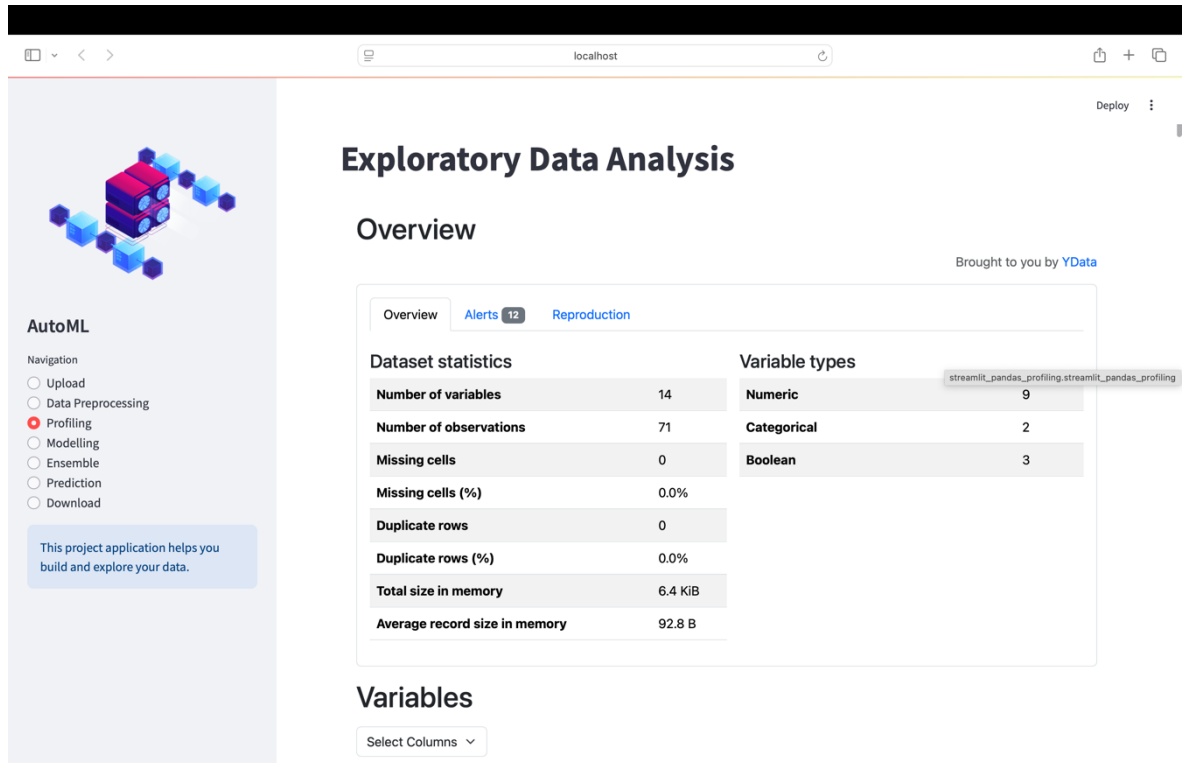 localhost
Deploy
AutoML
Navigation
Upload
Data Preprocessing
Profiling
Modelling
Ensemble
Prediction
Download
This project application helps you
build and explore your data.
Exploratory Data Analysis
Overview
Brought to you by YData
Overview Alerts 12 Reproduction
Dataset statistics
Number of variables 14
Number of observations 71
Missing cells 0
Missing cells (%) 0.0%
Duplicate rows 0
Duplicate rows (%) 0.0%
Total size in memory 6.4 KiB
Average record size in memory 92.8 B
Variable types
streamlit_pandas_profiling.streamlit_pandas_profiling
Numeric 9
Categorical 2
Boolean 3
Variables
Select Columns